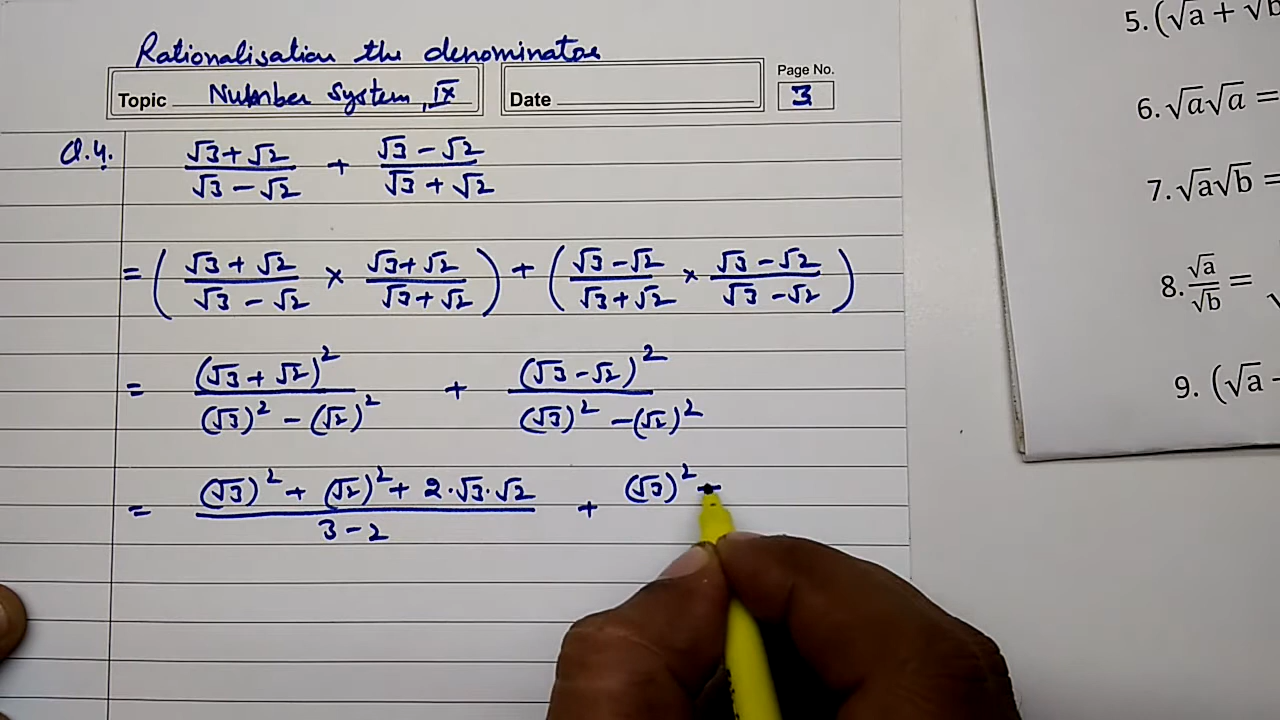 Rationalisation the denominator
Topic Number System, IX Date Page No. 3
Q.4. (√3+√2)/(√3-√2) + (√3-√2)/(√3+√2)
= ((√3+√2)/(√3-√2) × (√3+√2)/(√3+√2)) + ((√3-√2)/(√3+√2) × (√3-√2)/(√3-√2))
= (√3+√2)²/((√3)²-(√2)²) + (√3-√2)²/((√3)²-(√2)²)
= ((√3)²+(√2)²+2·√3·√2)/(3-2) + (√3)²
5. (√a + √b
6. √a√a =
7. √a√b =
8. √a/√b =
9. (√a -